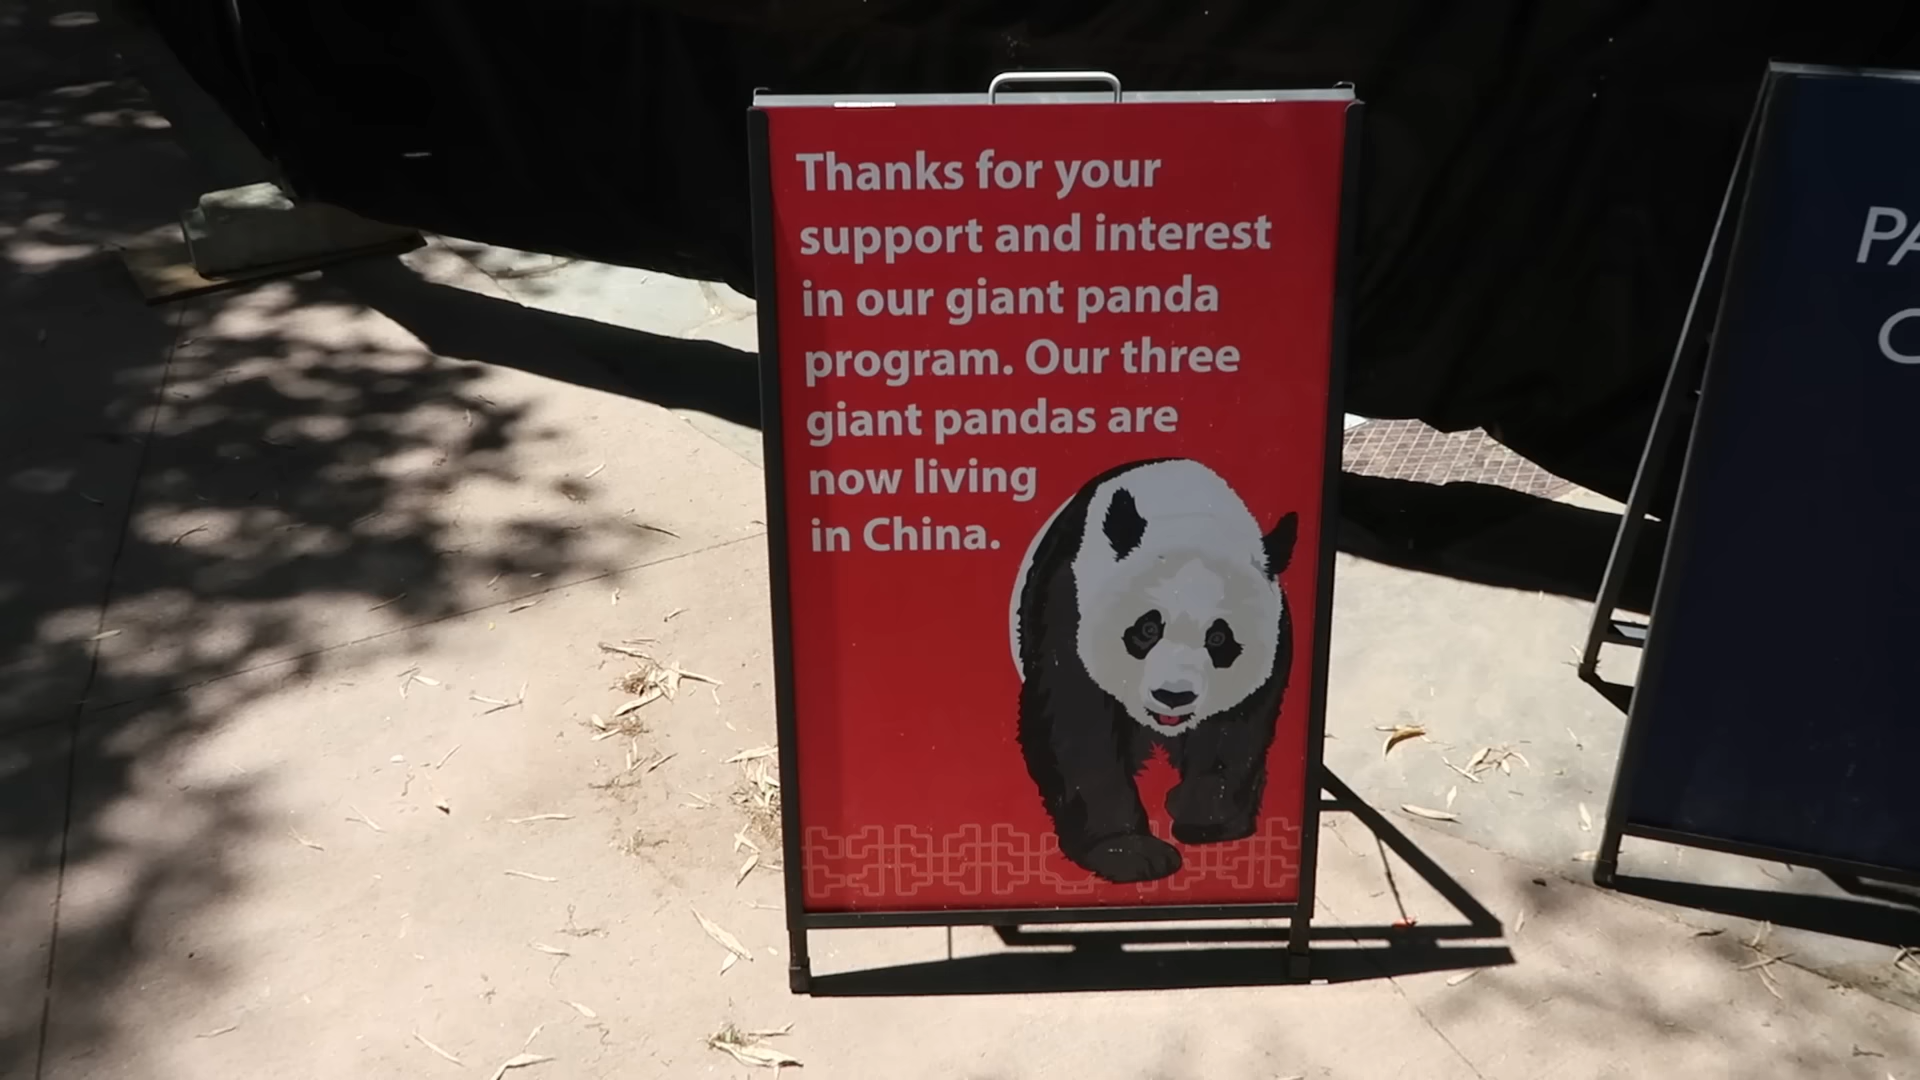 Thanks for your
support and interest
in our giant panda
program. Our three
giant pandas are
now living
in China.